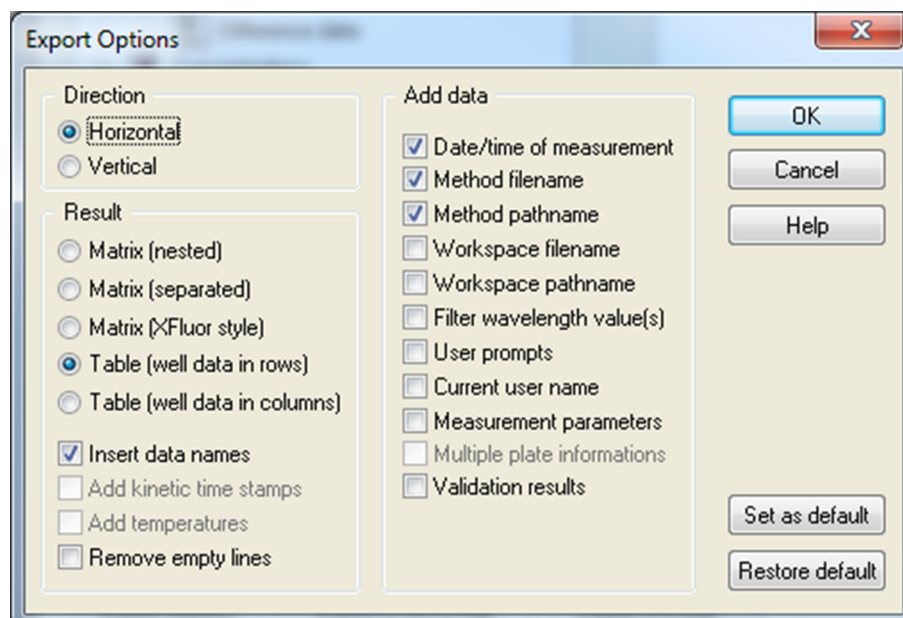 Export Options
Direction
Horizontal
Vertical
Result
Matrix (nested)
Matrix (separated)
Matrix (XFluor style)
Table (well data in rows)
Table (well data in columns)
Insert data names
Add kinetic time stamps
Add temperatures
Remove empty lines
Add data
Date/time of measurement
Method filename
Method pathname
Workspace filename
Workspace pathname
Filter wavelength value(s)
User prompts
Current user name
Measurement parameters
Multiple plate informations
Validation results
OK
Cancel
Help
Set as default
Restore default